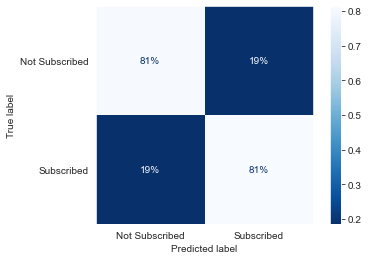 0.8
0.7
0.6
0.5
0.4
0.3
0.2
Not Subscribed
Subscribed
True label
81%
19%
19%
81%
Not Subscribed
Subscribed
Predicted label